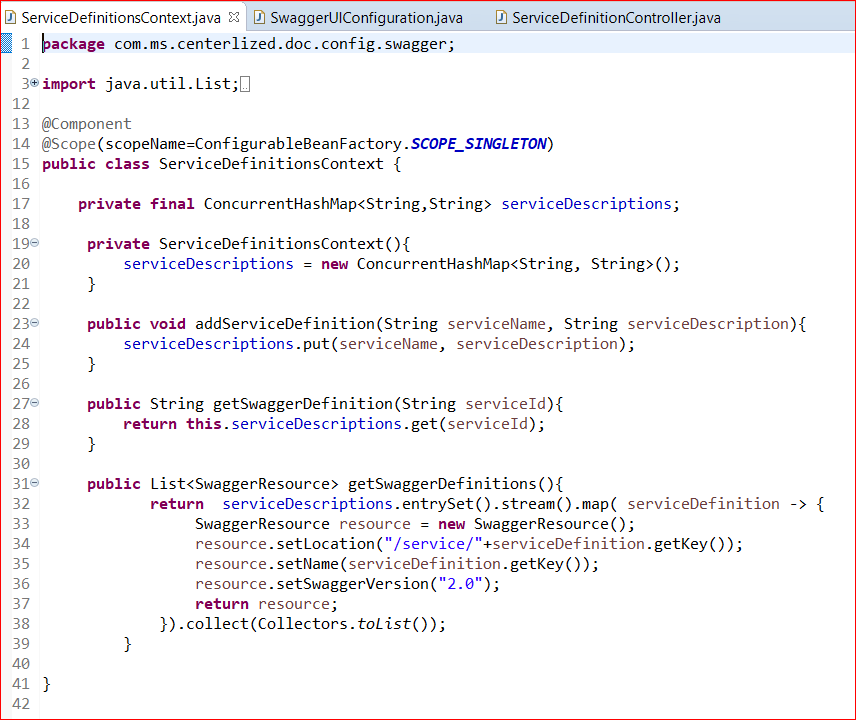 ServiceDefinitionsContext.java SwaggerUIConfiguration.java ServiceDefinitionController.java
1 package com.ms.centerlized.doc.config.swagger;
2
3 import java.util.List;
12
13 @Component
14 @Scope(scopeName=ConfigurableBeanFactory.SCOPE_SINGLETON)
15 public class ServiceDefinitionsContext {
16
17     private final ConcurrentHashMap<String,String> serviceDescriptions;
18
19      private ServiceDefinitionsContext(){
20          serviceDescriptions = new ConcurrentHashMap<String, String>();
21      }
22
23      public void addServiceDefinition(String serviceName, String serviceDescription){
24          serviceDescriptions.put(serviceName, serviceDescription);
25      }
26
27      public String getSwaggerDefinition(String serviceId){
28          return this.serviceDescriptions.get(serviceId);
29      }
30
31      public List<SwaggerResource> getSwaggerDefinitions(){
32             return  serviceDescriptions.entrySet().stream().map( serviceDefinition -> {
33                  SwaggerResource resource = new SwaggerResource();
34                  resource.setLocation("/service/"+serviceDefinition.getKey());
35                  resource.setName(serviceDefinition.getKey());
36                  resource.setSwaggerVersion("2.0");
37                  return resource;
38              }).collect(Collectors.toList());
39          }
40
41 }
42